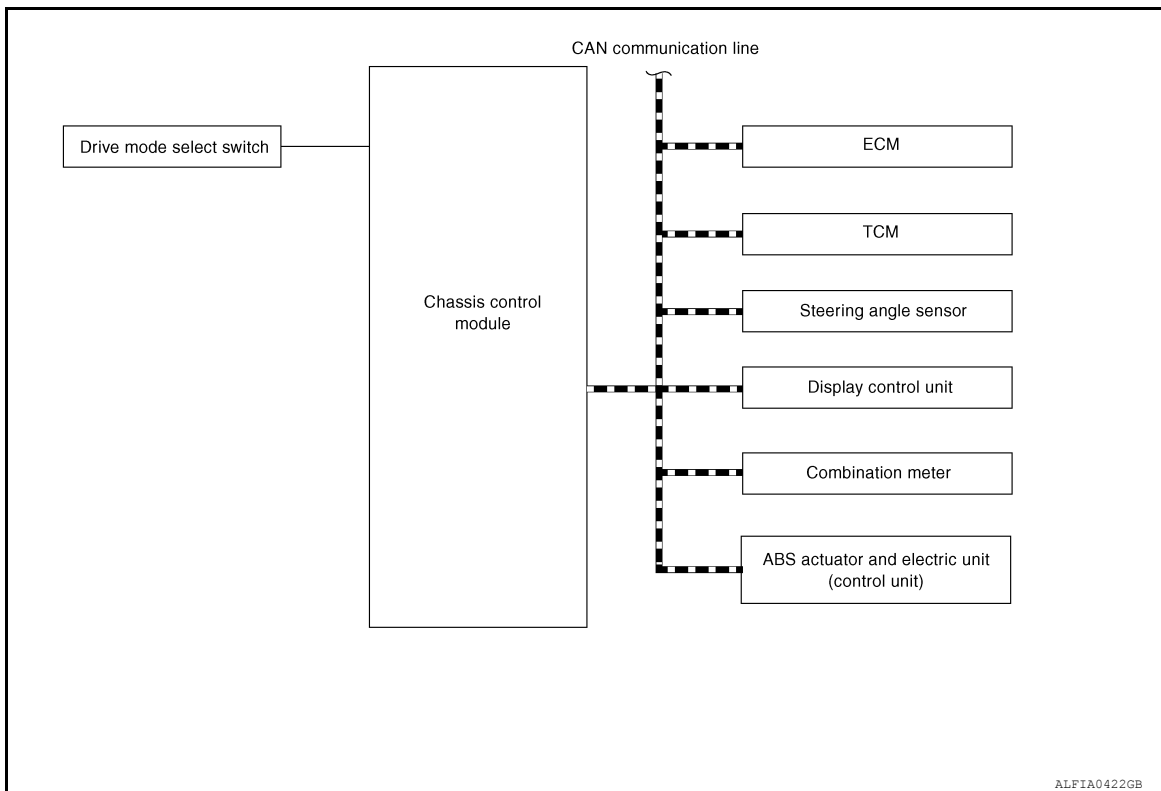 CAN communication line
Drive mode select switch
Chassis control
module
ECM
TCM
Steering angle sensor
Display control unit
Combination meter
ABS actuator and electric unit
(control unit)
ALFIA0422GB